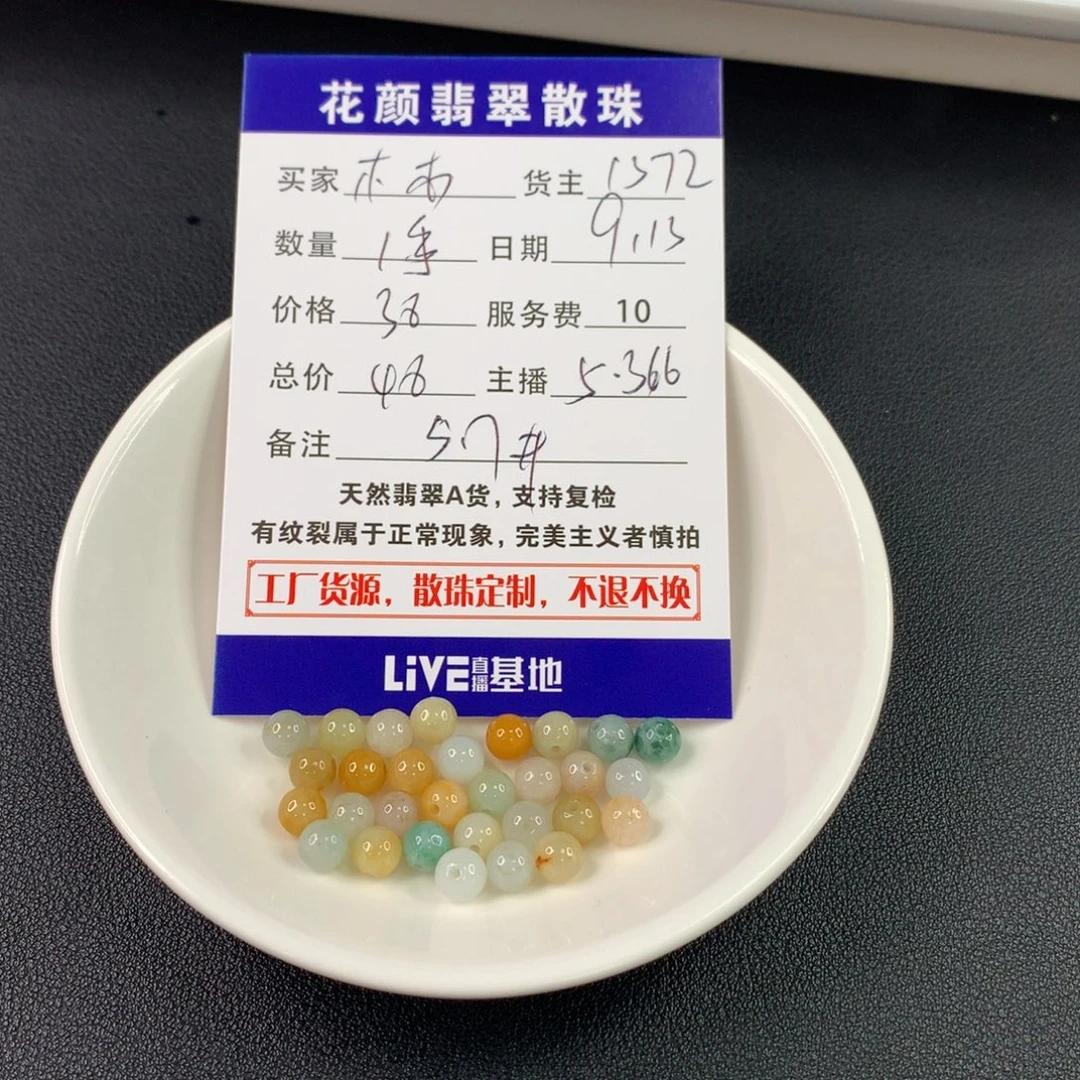 花颜翡翠散珠
买家 木木 货主 1372
数量 1手 日期 9.13
价格 38 服务费 10
总价 48 主播 5.366
备注 57#
天然翡翠A货，支持复检
有纹裂属于正常现象，完美主义者慎拍
工厂货源，散珠定制，不退不换
LiVE直播基地